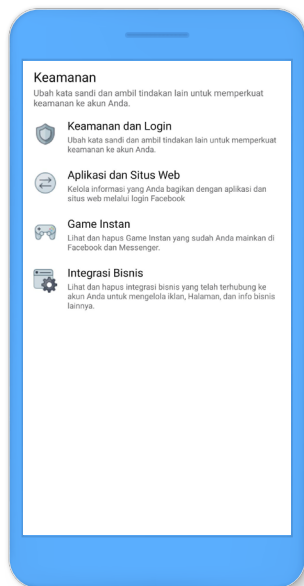 Keamanan
Ubah kata sandi dan ambil tindakan lain untuk memperkuat
keamanan ke akun Anda.
Keamanan dan Login
Ubah kata sandi dan ambil tindakan lain untuk memperkuat
keamanan ke akun Anda.
Aplikasi dan Situs Web
Kelola informasi yang Anda bagikan dengan aplikasi dan
situs web melalui login Facebook
Game Instan
Lihat dan hapus Game Instan yang sudah Anda mainkan di
Facebook dan Messenger.
Integrasi Bisnis
Lihat dan hapus integrasi bisnis yang telah terhubung ke
akun Anda untuk mengelola iklan, Halaman, dan info bisnis
lainnya.